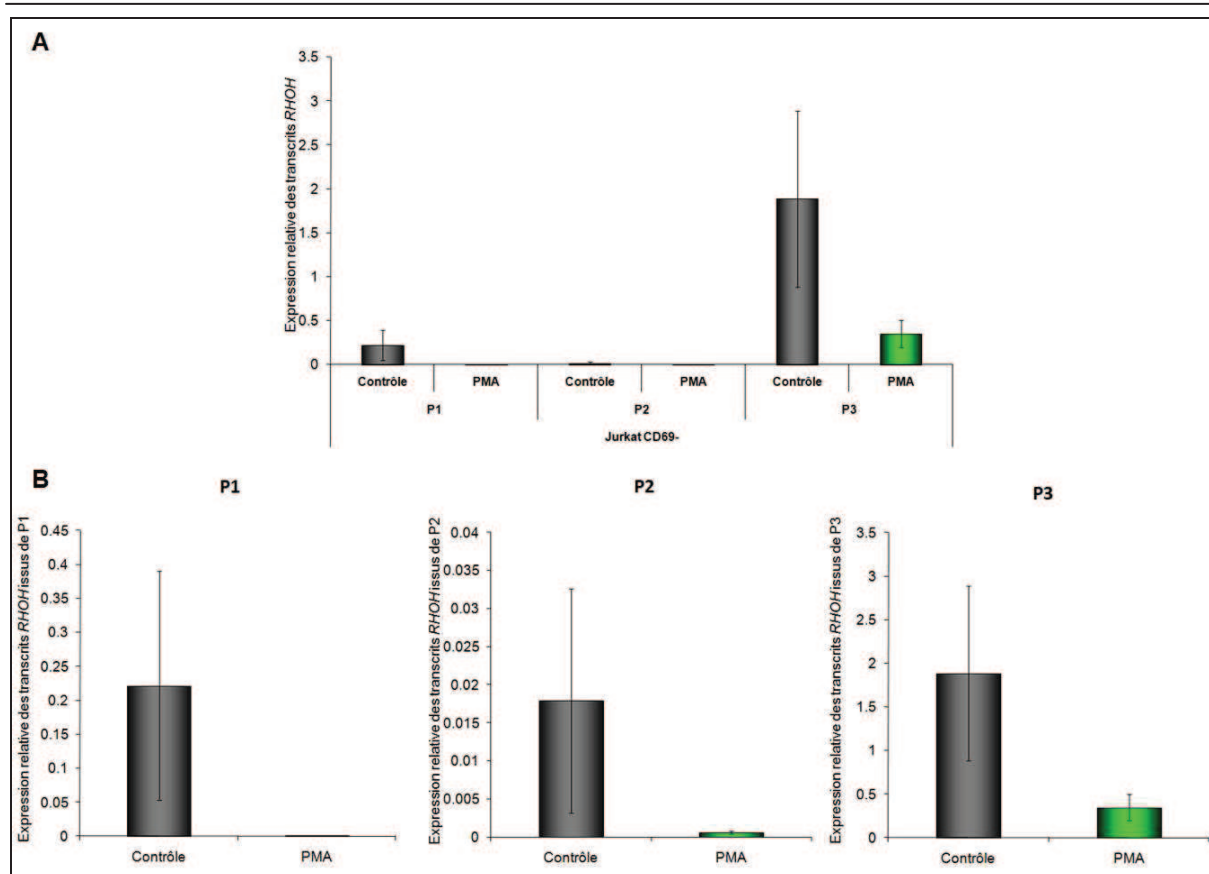 A
Expression relative des transcrits RHOH
3.5
3
2.5
2
1.5
1
0.5
0
Contrôle PMA Contrôle PMA Contrôle PMA
P1 P2 P3
Jurkat CD69-
B
P1
Expression relative des transcrits RHOH issus de P1
0.45
0.4
0.35
0.3
0.25
0.2
0.15
0.1
0.05
0
Contrôle PMA
P2
Expression relative des transcrits RHOH issus de P2
0.04
0.035
0.03
0.025
0.02
0.015
0.01
0.005
0
Contrôle PMA
P3
Expression relative des transcrits RHOH issus de P3
3.5
3
2.5
2
1.5
1
0.5
0
Contrôle PMA